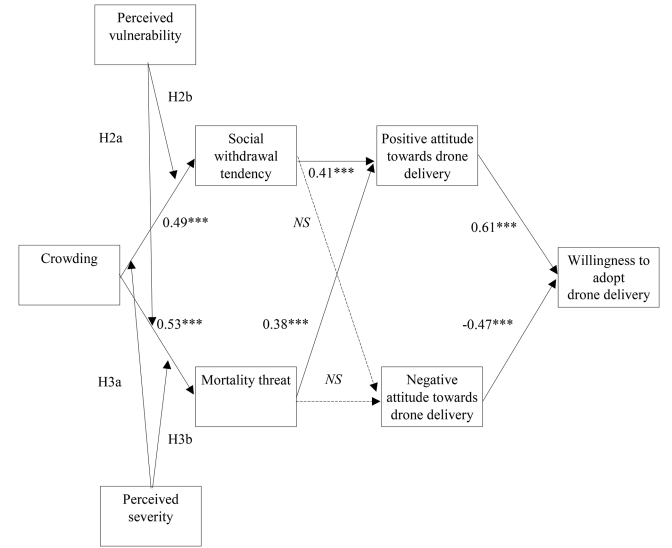 Perceived
vulnerability
H2b
H2a
Social
withdrawal
tendency
Positive attitude
towards drone
delivery
0.41***
0.49***
NS
0.61***
Crowding
Willingness to
adopt
drone delivery
0.53***
0.38***
-0.47***
H3a
Mortality threat
NS
Negative
attitude towards
drone delivery
H3b
Perceived
severity